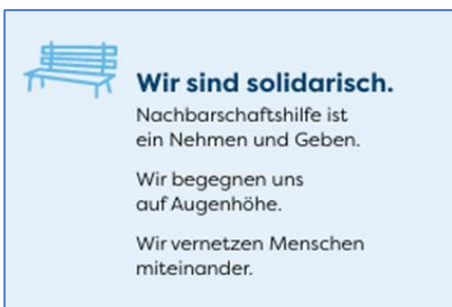 Wir sind solidarisch.
Nachbarschaftshilfe ist
ein Nehmen und Geben.
Wir begegnen uns
auf Augenhöhe.
Wir vernetzen Menschen
miteinander.